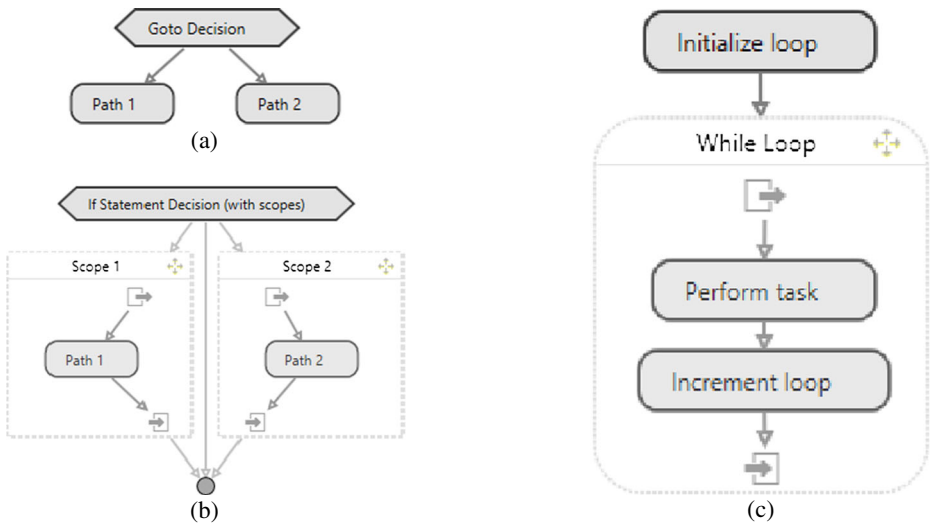 Goto Decision
Path 1
Path 2
(a)
If Statement Decision (with scopes)
Scope 1
Scope 2
Path 1
Path 2
(b)
Initialize loop
While Loop
Perform task
Increment loop
(c)